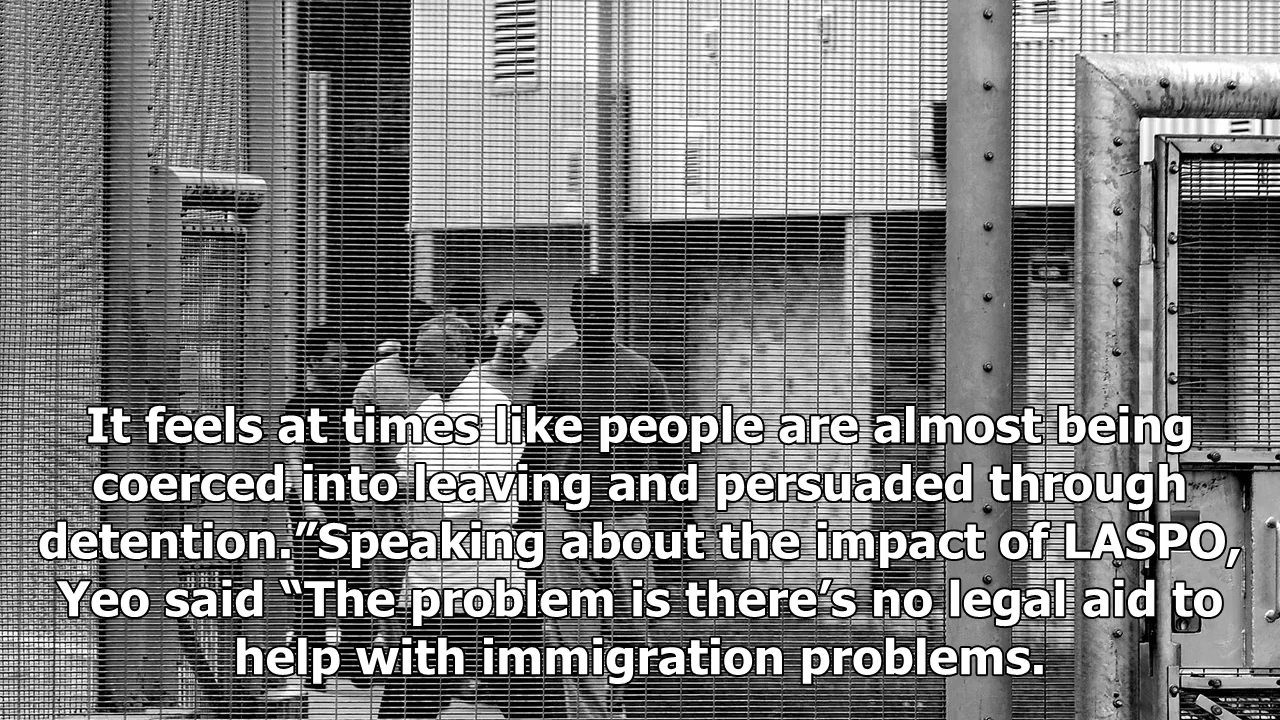 It feels at times like people are almost being
coerced into leaving and persuaded through
detention.”Speaking about the impact of LASPO,
Yeo said “The problem is there’s no legal aid to
help with immigration problems.